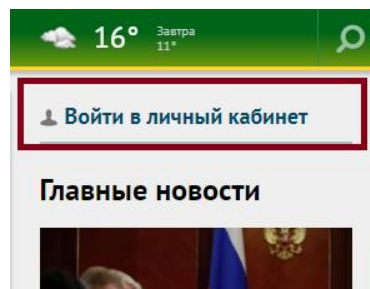 16°
Завтра
11°
Войти в личный кабинет
Главные новости